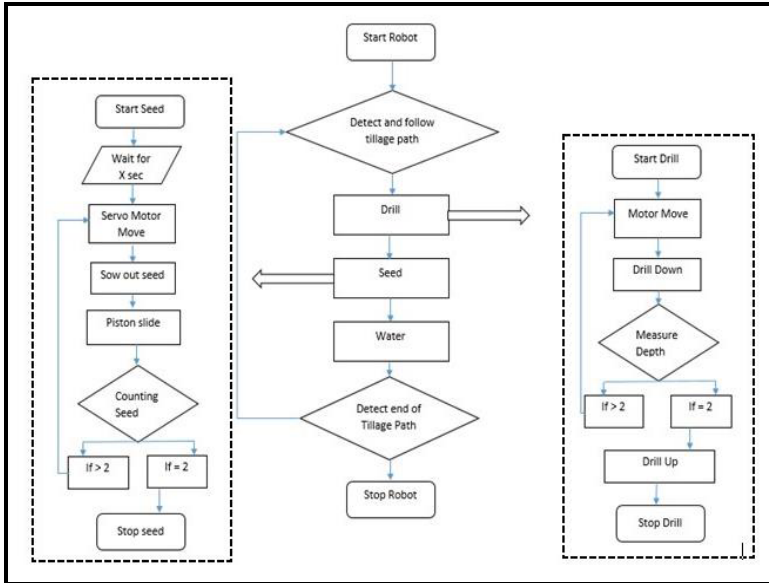 Start Robot
Detect and follow
tillage path
Drill
Seed
Water
Detect end of
Tillage Path
Stop Robot
Start Seed
Wait for
X sec
Servo Motor
Move
Sow out seed
Piston slide
Counting
Seed
If > 2
If = 2
Stop seed
Start Drill
Motor Move
Drill Down
Measure
Depth
If > 2
If = 2
Drill Up
Stop Drill